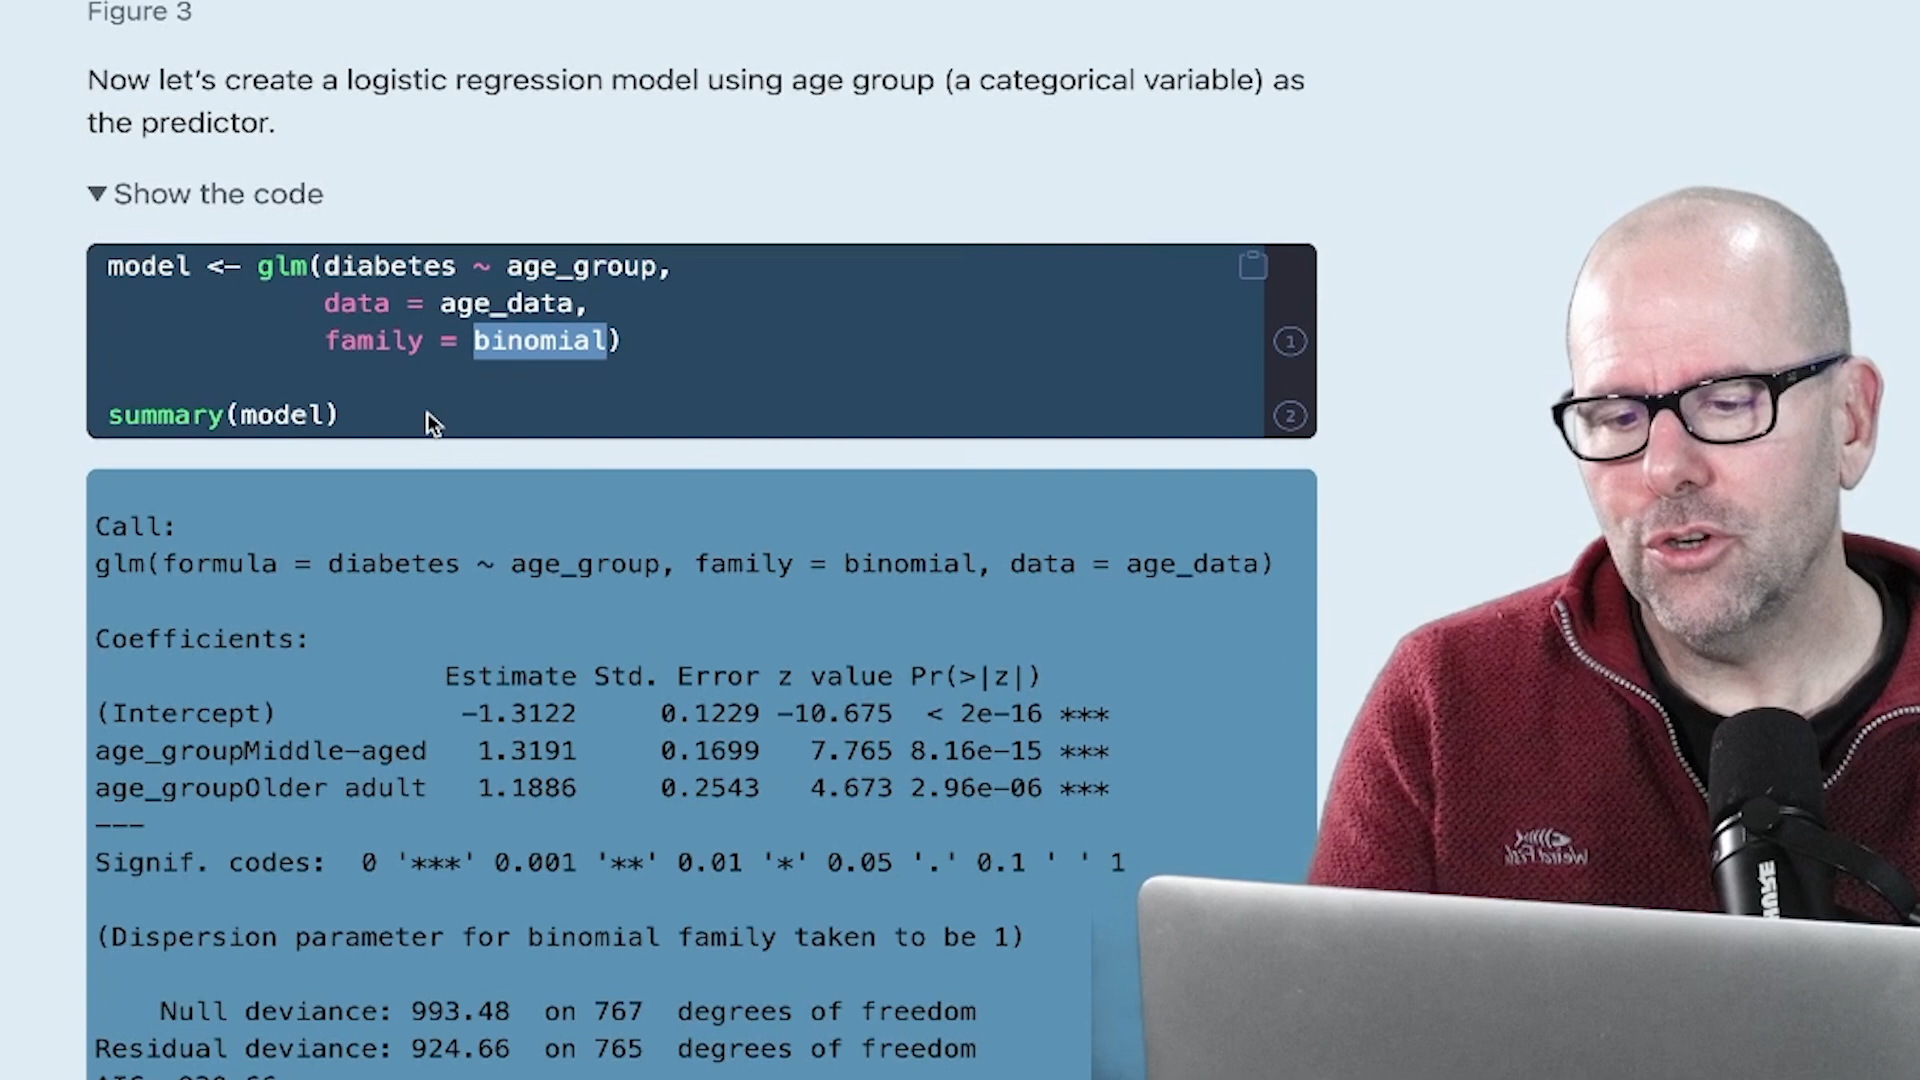 Figure 3
Now let's create a logistic regression model using age group (a categorical variable) as
the predictor.
▼ Show the code
model <- glm(diabetes ~ age_group,
data = age_data,
family = binomial)
1
summary(model)
2
Call:
glm(formula = diabetes ~ age_group, family = binomial, data = age_data)
Coefficients:
Estimate Std. Error z value Pr(>|z|)
(Intercept) -1.3122 0.1229 -10.675 < 2e-16 ***
age_groupMiddle-aged 1.3191 0.1699 7.765 8.16e-15 ***
age_groupOlder adult 1.1886 0.2543 4.673 2.96e-06 ***
---
Signif. codes: 0 '***' 0.001 '**' 0.01 '*' 0.05 '.' 0.1 ' ' 1
(Dispersion parameter for binomial family taken to be 1)
Null deviance: 993.48 on 767 degrees of freedom
Residual deviance: 924.66 on 765 degrees of freedom
Weird Fish